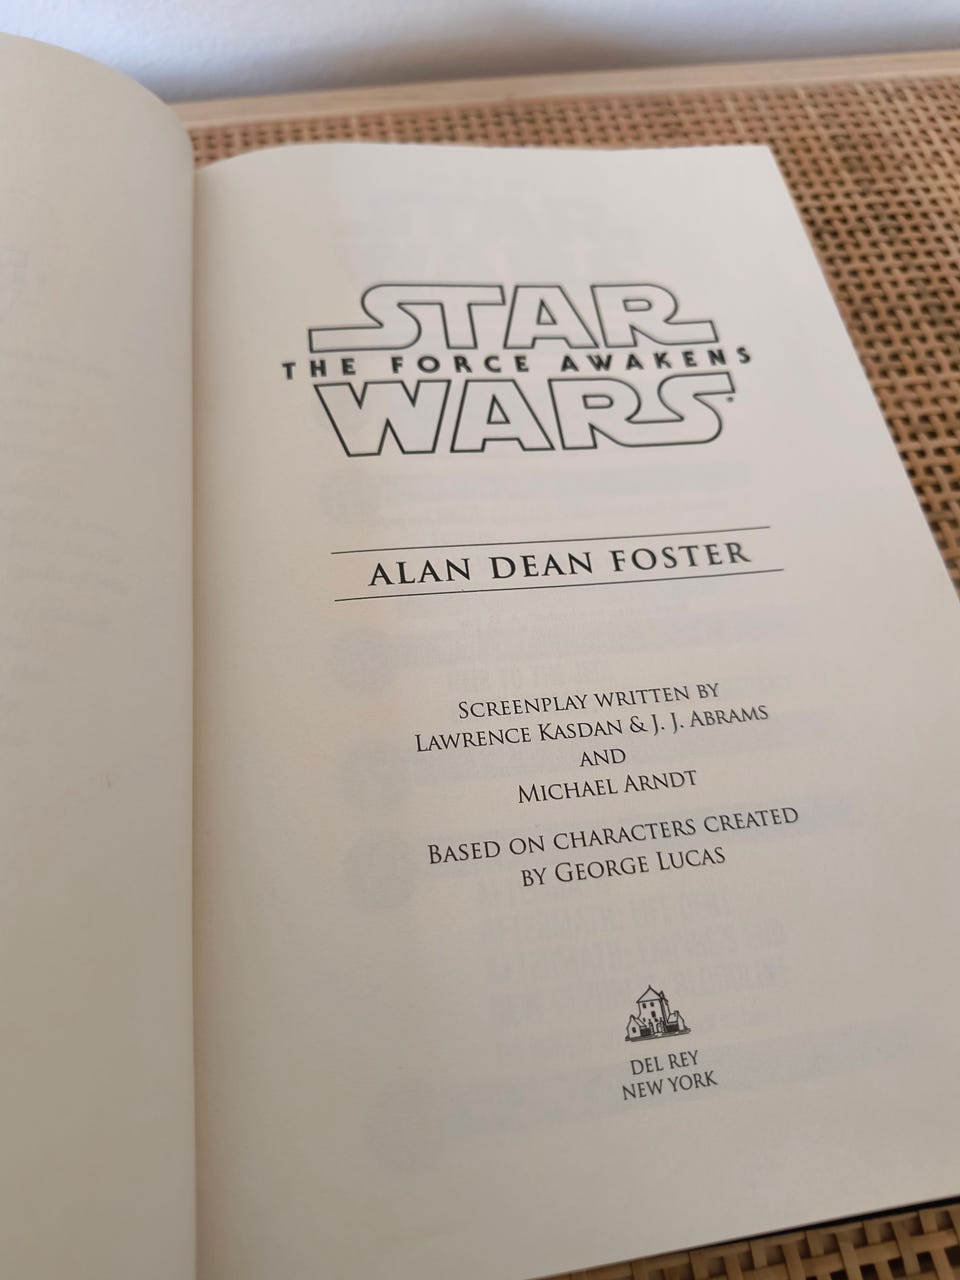 STAR
THE FORCE AWAKENS
WARS
ALAN DEAN FOSTER
SCREENPLAY WRITTEN BY
LAWRENCE KASDAN & J. J. ABRAMS
AND
MICHAEL ARNDT
BASED ON CHARACTERS CREATED
BY GEORGE LUCAS
DEL REY
NEW YORK